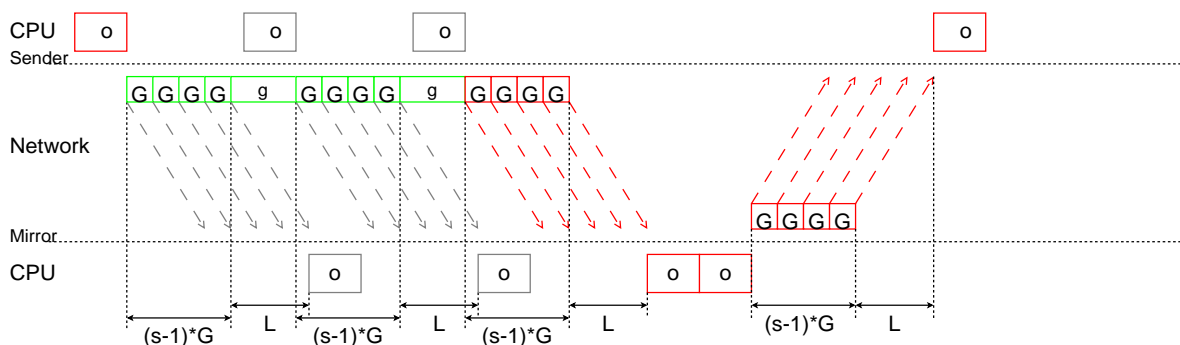 CPU o o o o
Sender
G G G G g G G G G g G G G G
Network
G G G G
Mirror
CPU o o o o
(s-1)*G L (s-1)*G L (s-1)*G L (s-1)*G L